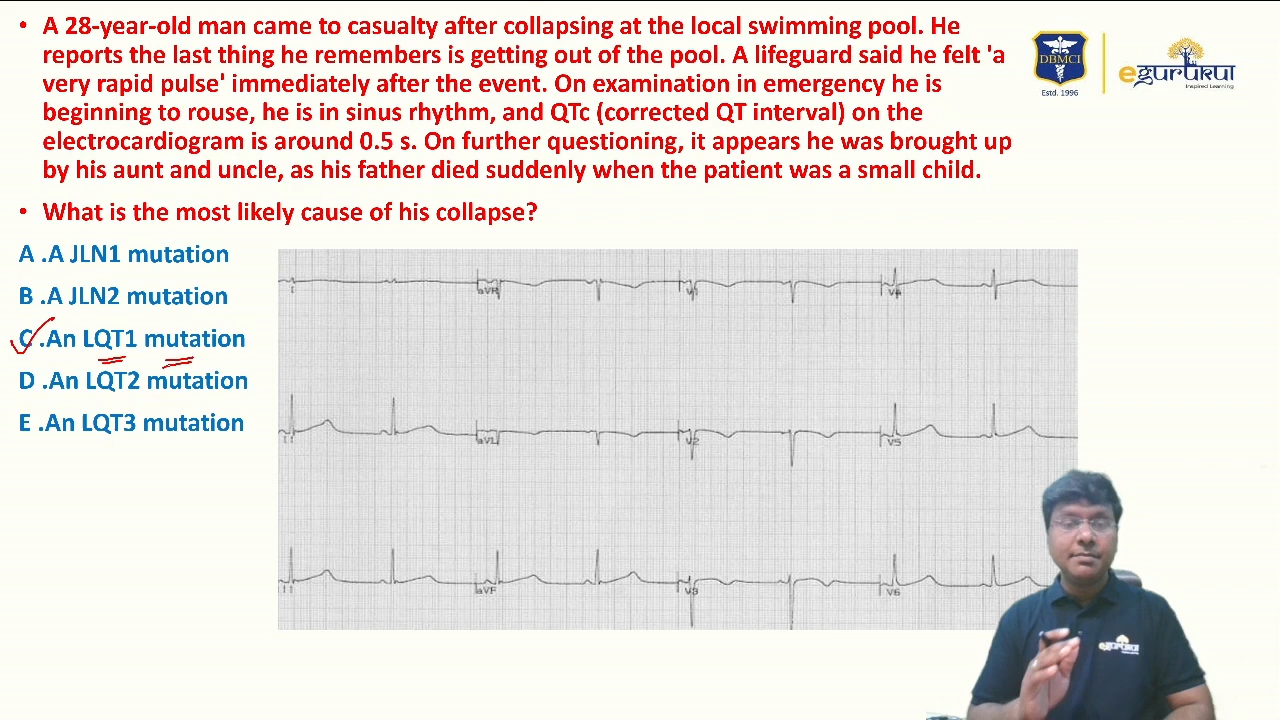 • A 28-year-old man came to casualty after collapsing at the local swimming pool. He
reports the last thing he remembers is getting out of the pool. A lifeguard said he felt 'a
very rapid pulse' immediately after the event. On examination in emergency he is
beginning to rouse, he is in sinus rhythm, and QTc (corrected QT interval) on the
electrocardiogram is around 0.5 s. On further questioning, it appears he was brought up
by his aunt and uncle, as his father died suddenly when the patient was a small child.
DBMCI
Estd. 1996
egurukul
Inspired Learning
• What is the most likely cause of his collapse?
A .A JLN1 mutation
B .A JLN2 mutation
C .An LQT1 mutation
D .An LQT2 mutation
E .An LQT3 mutation
I aVR V1 V4
II aVL V2 V5
II aVF V3 V6
egurukul